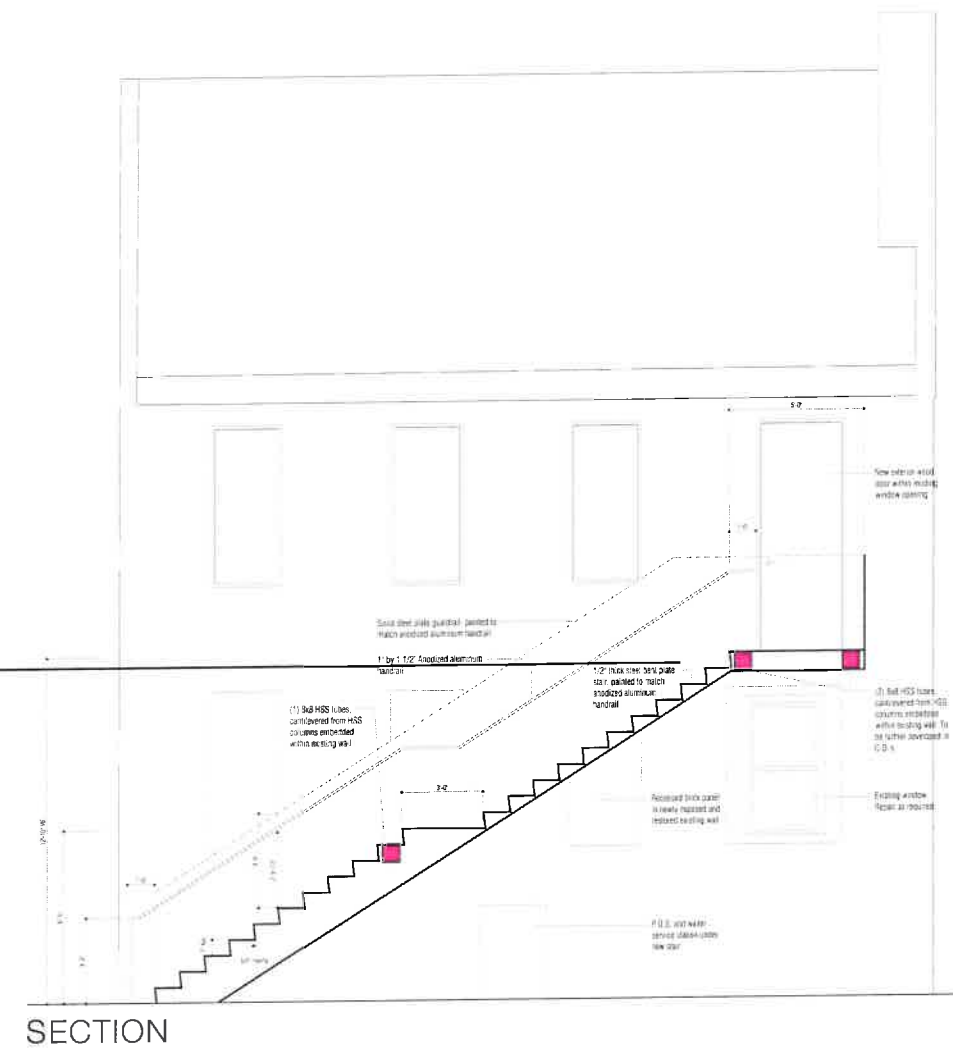 5'-0"
New exterior wood
door within existing
window opening
Solid steel plate guardrail, painted to
match anodized aluminum handrail
1" by 1 1/2" Anodized aluminum
handrail
1/2" thick steel bent plate
stair, painted to match
anodized aluminum
handrail
(1) 8x8 HSS tubes,
cantilevered from HSS
columns embedded
within existing wall
(2) 8x8 HSS tubes,
cantilevered from HSS
columns embedded
within existing wall. To
be further developed in
C.D.s
3'-0"
Recessed brick panel
in newly exposed and
restored existing wall
Existing window.
Repair as required
and water
service station under
new stair
SECTION